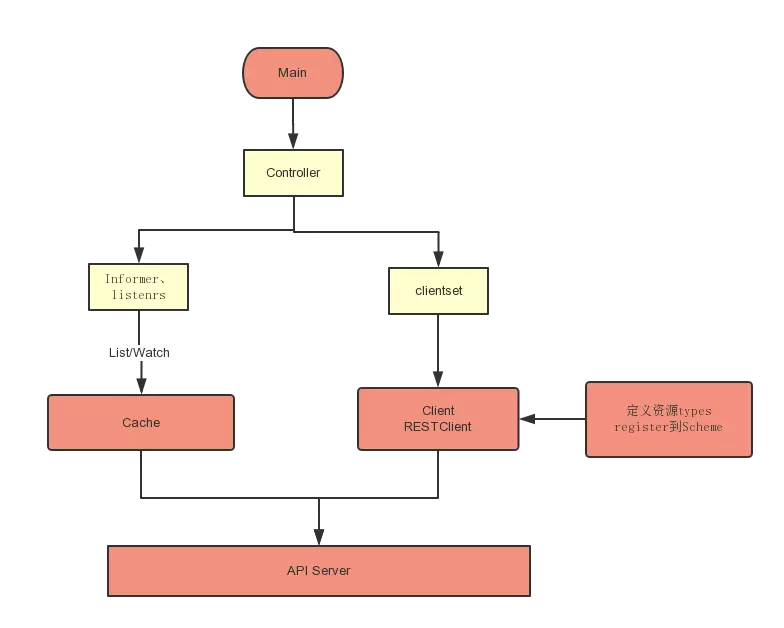 Main
Controller
Informer、
listenrs
clientset
List/Watch
Cache
Client
RESTClient
定义资源types
register到Scheme
API Server